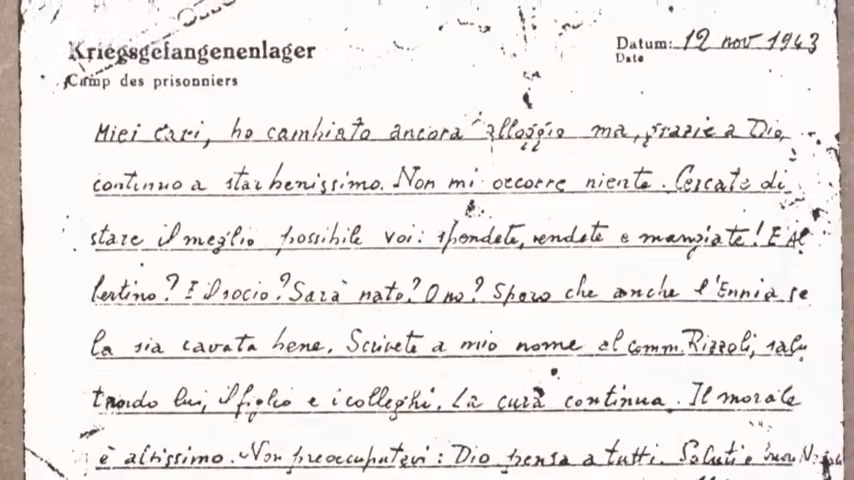 Kriegsgefangenenlager
Camp des prisonniers
Datum: 12 nov 1943
Date
Miei cari, ho cambiato ancora alloggio ma, grazie a Dio,
continuo a star benissimo. Non mi occorre niente. Cercate di
stare il meglio possibile voi: spendete, vendete e mangiate! E Al
bertino? E il socio? Sarà nato? O no? Spero che anche l'Ennia se
la sia cavata bene. Scrivete a mio nome al comm. Rizzoli, salu
tando lui, il figlio e i colleghi. La cura continua. Il morale
è altissimo. Non preoccupatevi: Dio pensa a tutti. Saluti e buon